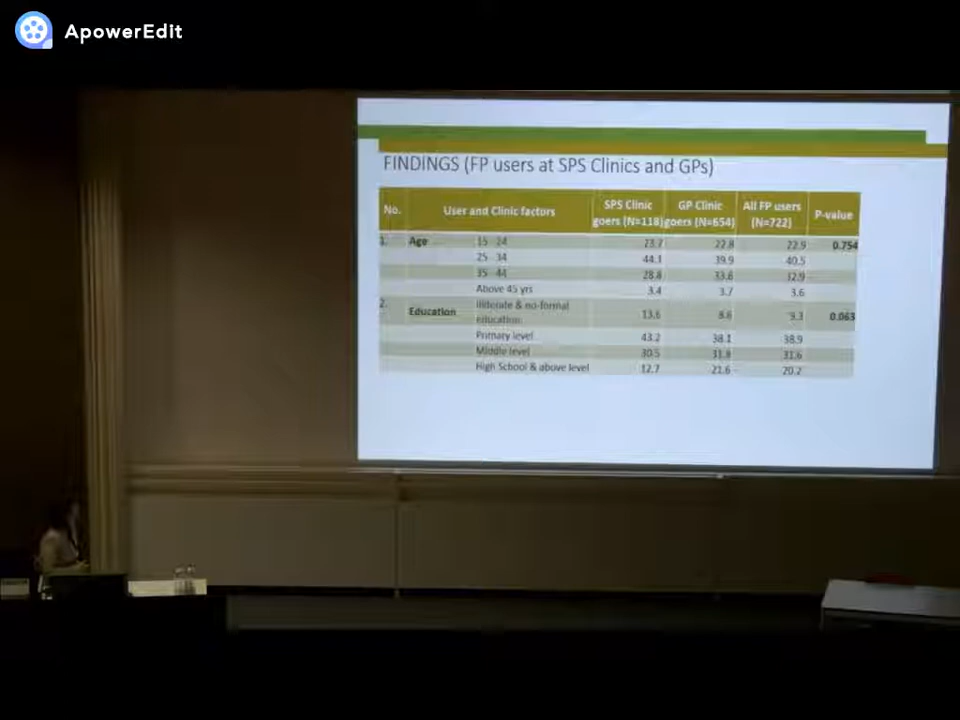 ApowerEdit
FINDINGS (FP users at SPS Clinics and GPs)
No. User and Clinic factors SPS Clinic goers (N=118) GP Clinic goers (N=654) All FP users (N=722) P-value
1. Age 15 24 23.7 22.8 22.9 0.754
25 34 44.1 39.9 40.5
35 44 28.8 33.6 32.9
Above 45 yrs 3.4 3.7 3.6
2. Education Illiterate & no-formal education 13.6 8.6 9.3 0.063
Primary level 43.2 38.1 38.9
Middle level 30.5 31.8 31.6
High School & above level 12.7 21.6 20.2